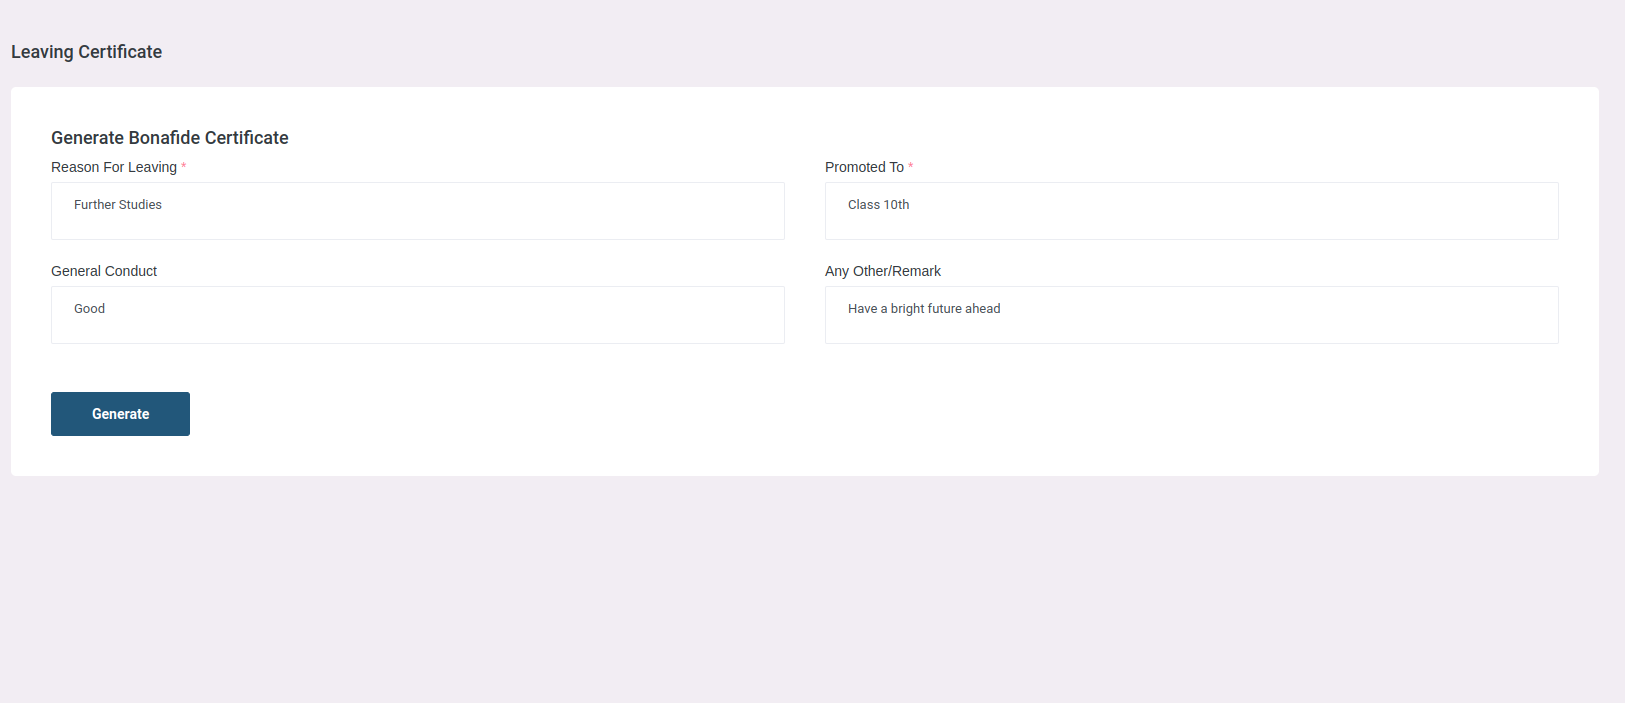 Leaving Certificate
Generate Bonafide Certificate
Reason For Leaving *
Promoted To *
Further Studies
Class 10th
General Conduct
Any Other/Remark
Good
Have a bright future ahead
Generate